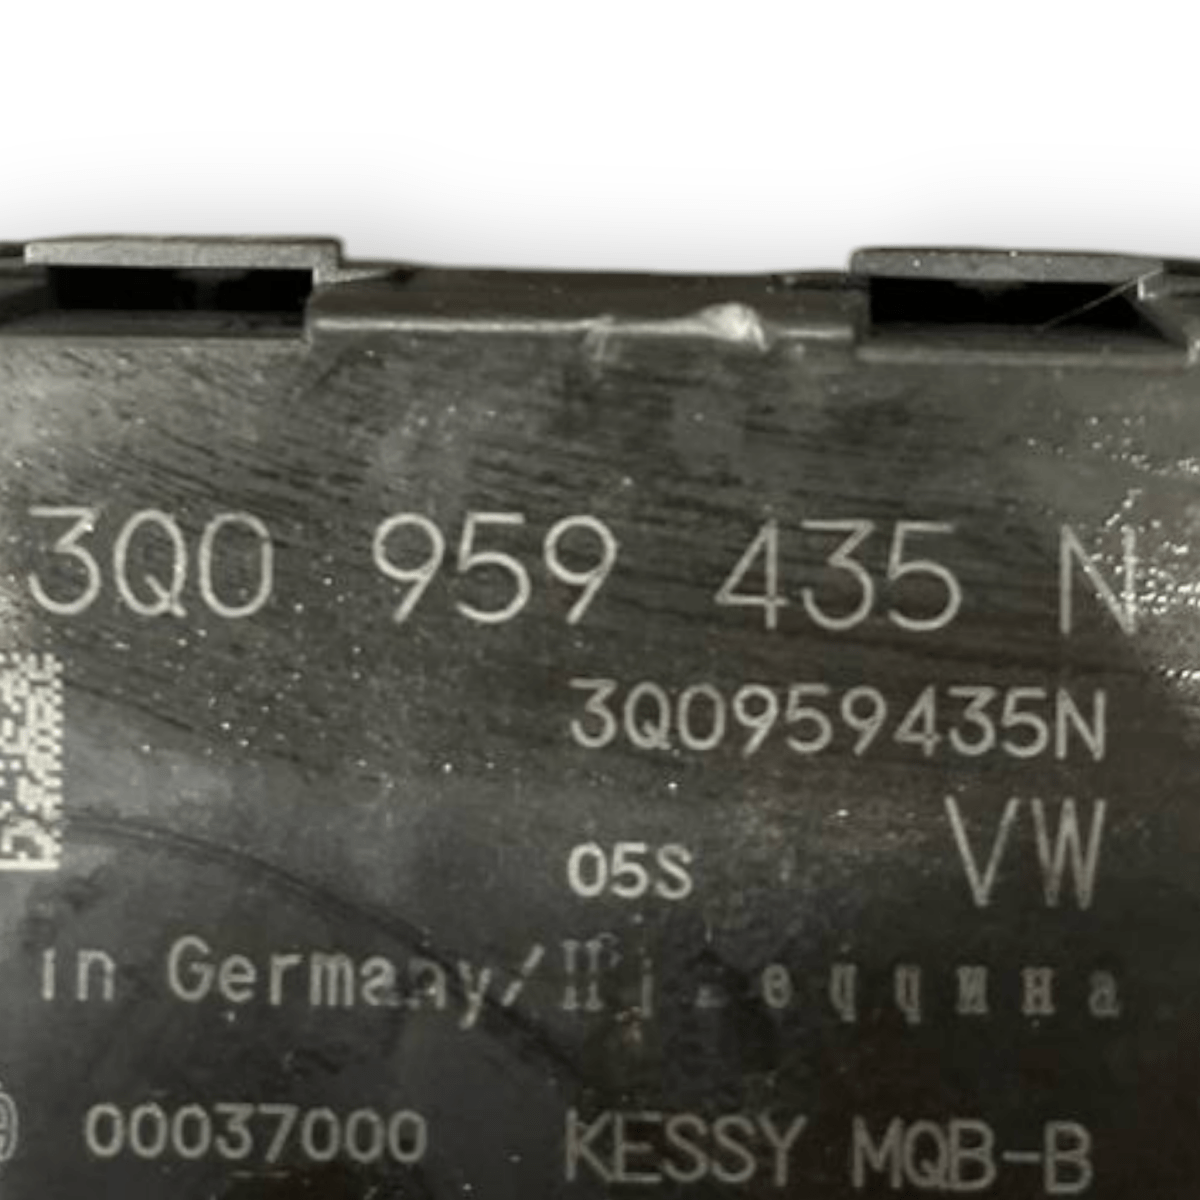 3Q0 959 435 N
3Q0959435N
VW
05S
in Germany/
00037000 KESSY MQB-B